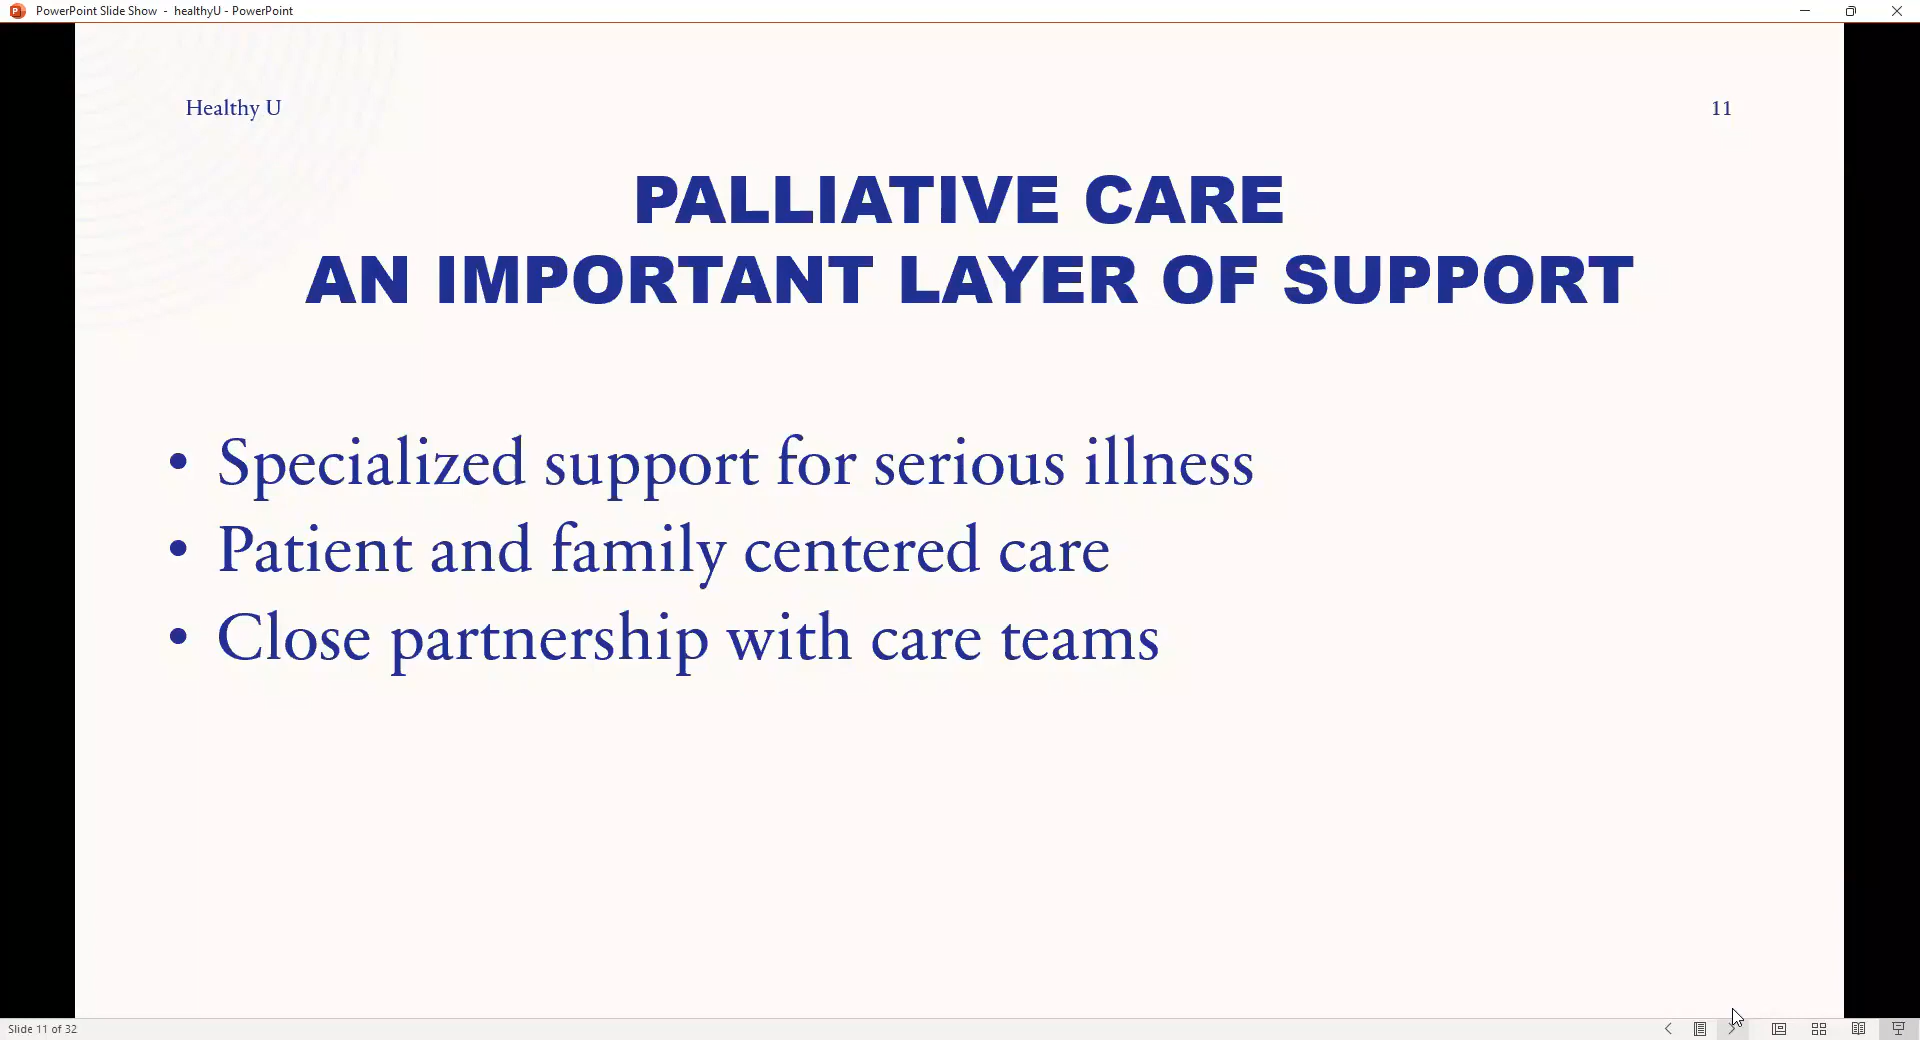 PowerPoint Slide Show - healthyU - PowerPoint
Healthy U
11
PALLIATIVE CARE
AN IMPORTANT LAYER OF SUPPORT
• Specialized support for serious illness
• Patient and family centered care
• Close partnership with care teams
Slide 11 of 32